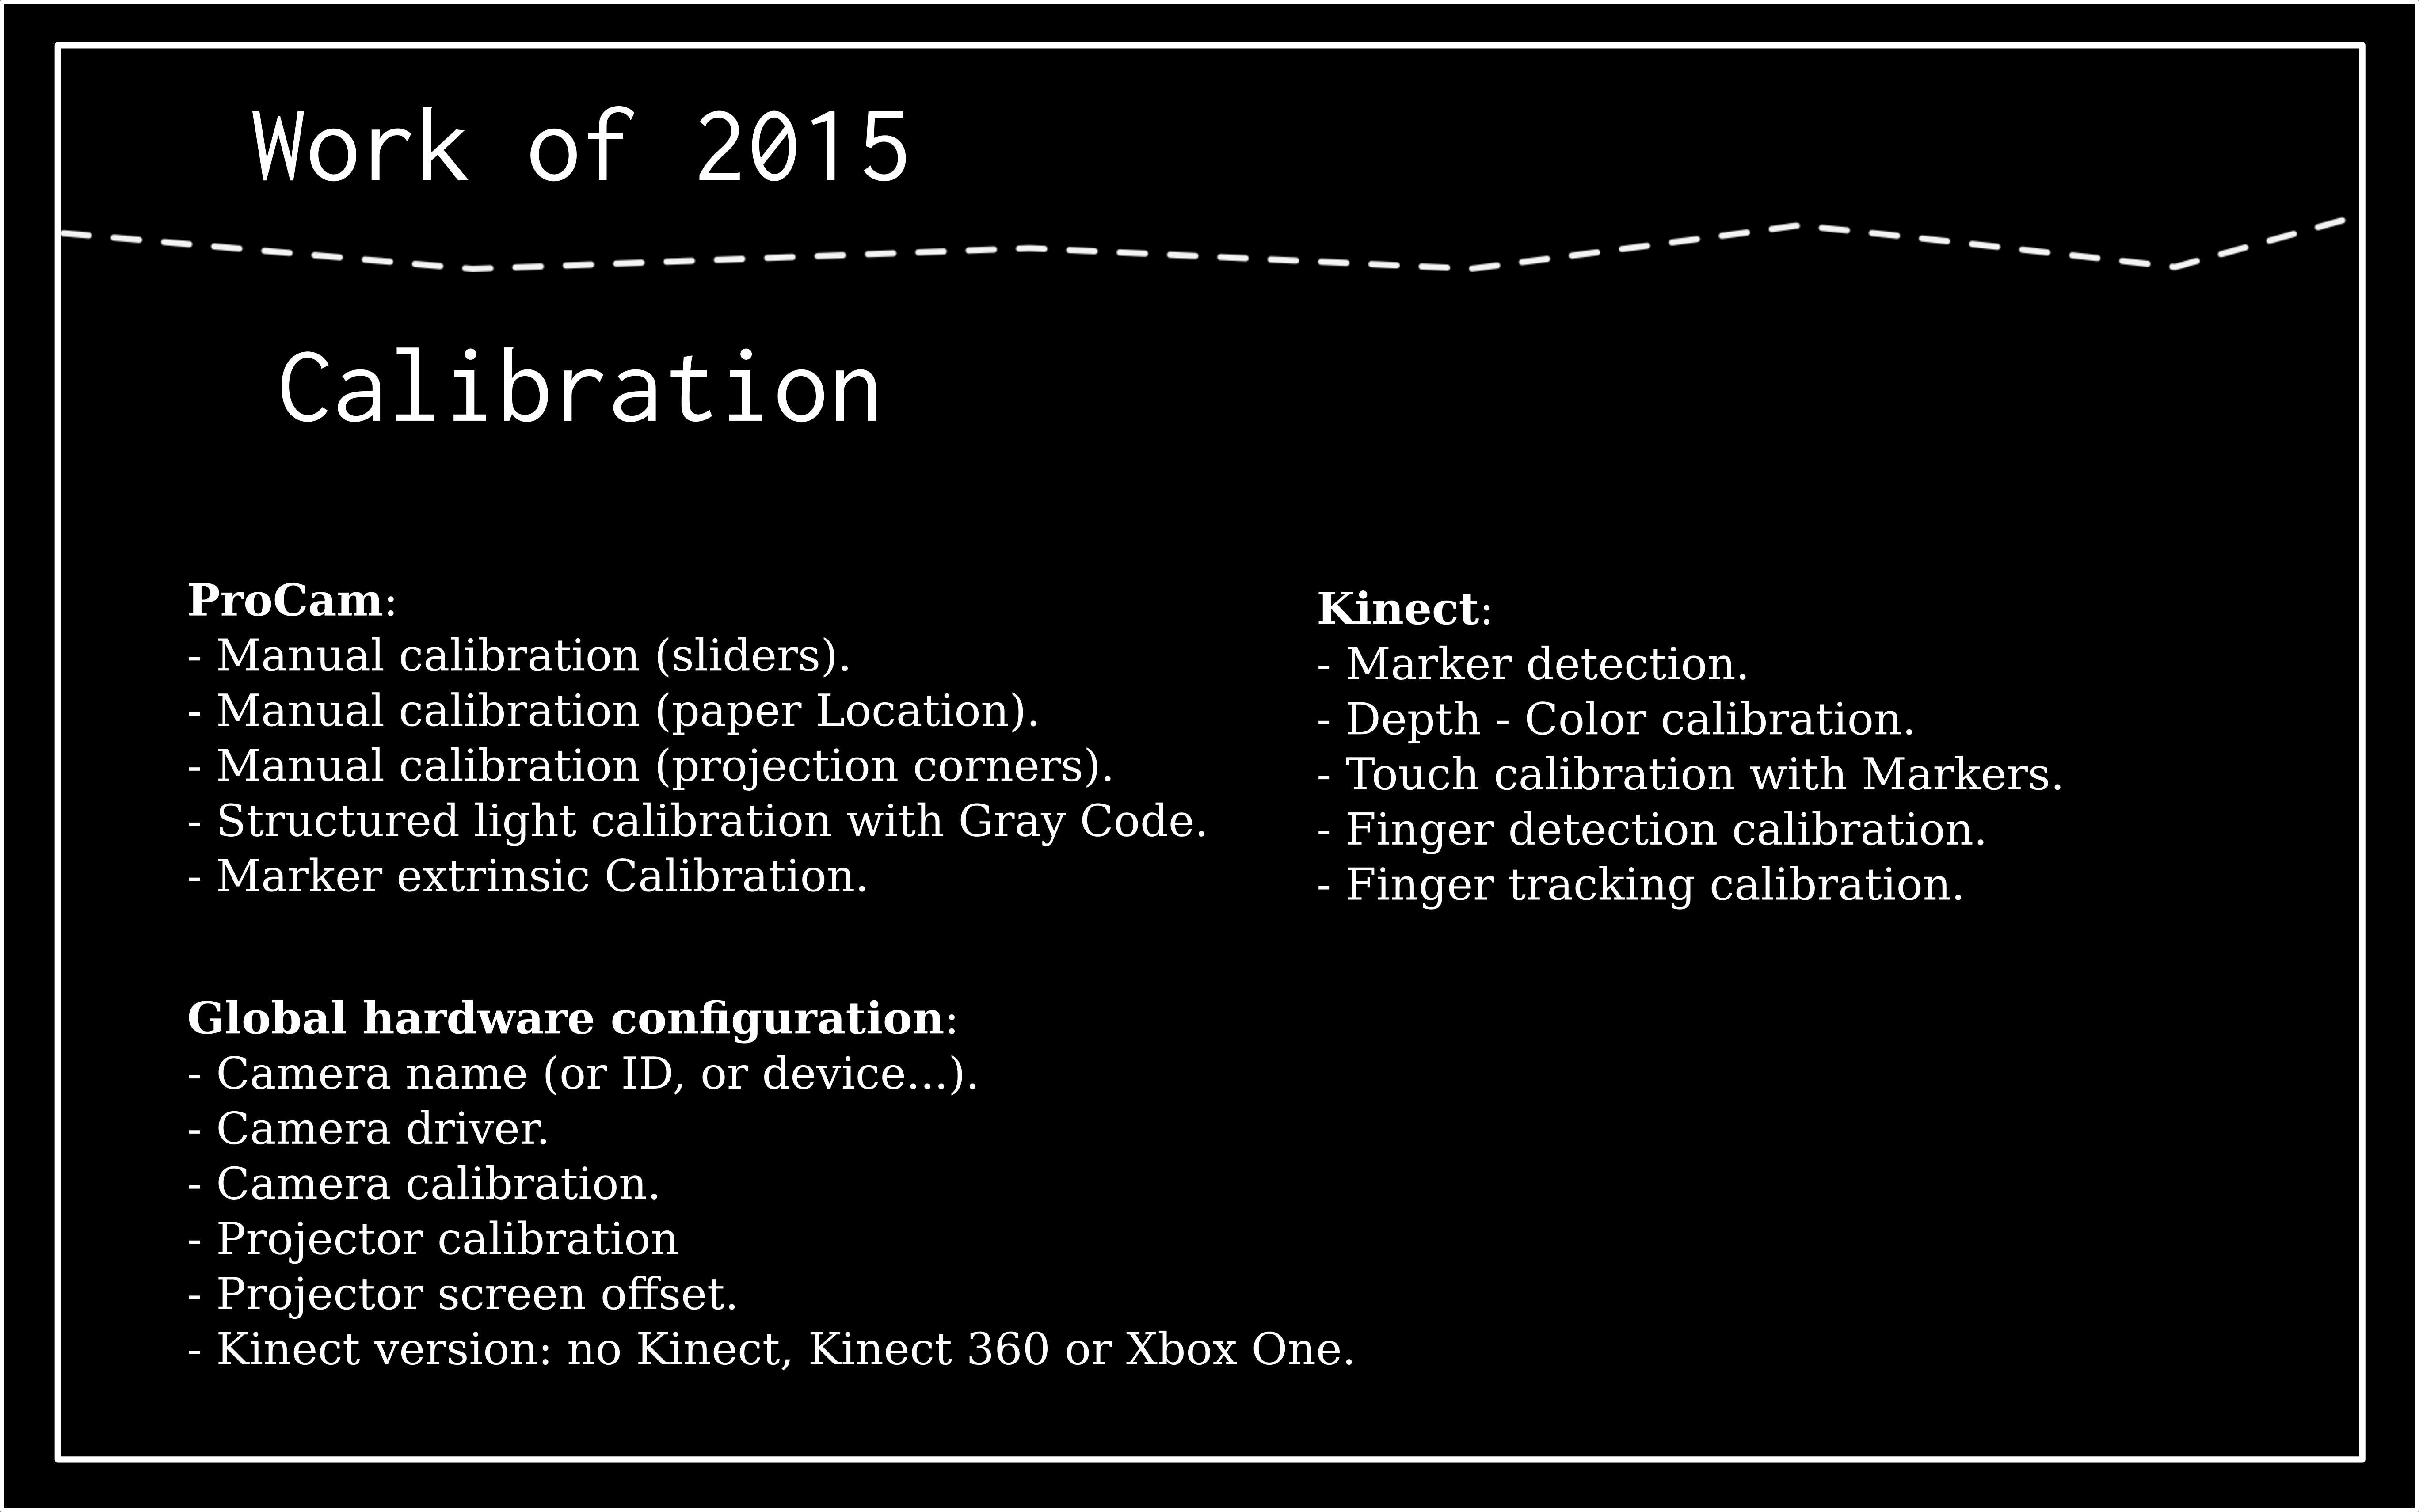 Work of 2015
Calibration
ProCam:
- Manual calibration (sliders).
- Manual calibration (paper Location).
- Manual calibration (projection corners).
- Structured light calibration with Gray Code.
- Marker extrinsic Calibration.
Kinect:
- Marker detection.
- Depth - Color calibration.
- Touch calibration with Markers.
- Finger detection calibration.
- Finger tracking calibration.
Global hardware configuration:
- Camera name (or ID, or device...).
- Camera driver.
- Camera calibration.
- Projector calibration
- Projector screen offset.
- Kinect version: no Kinect, Kinect 360 or Xbox One.